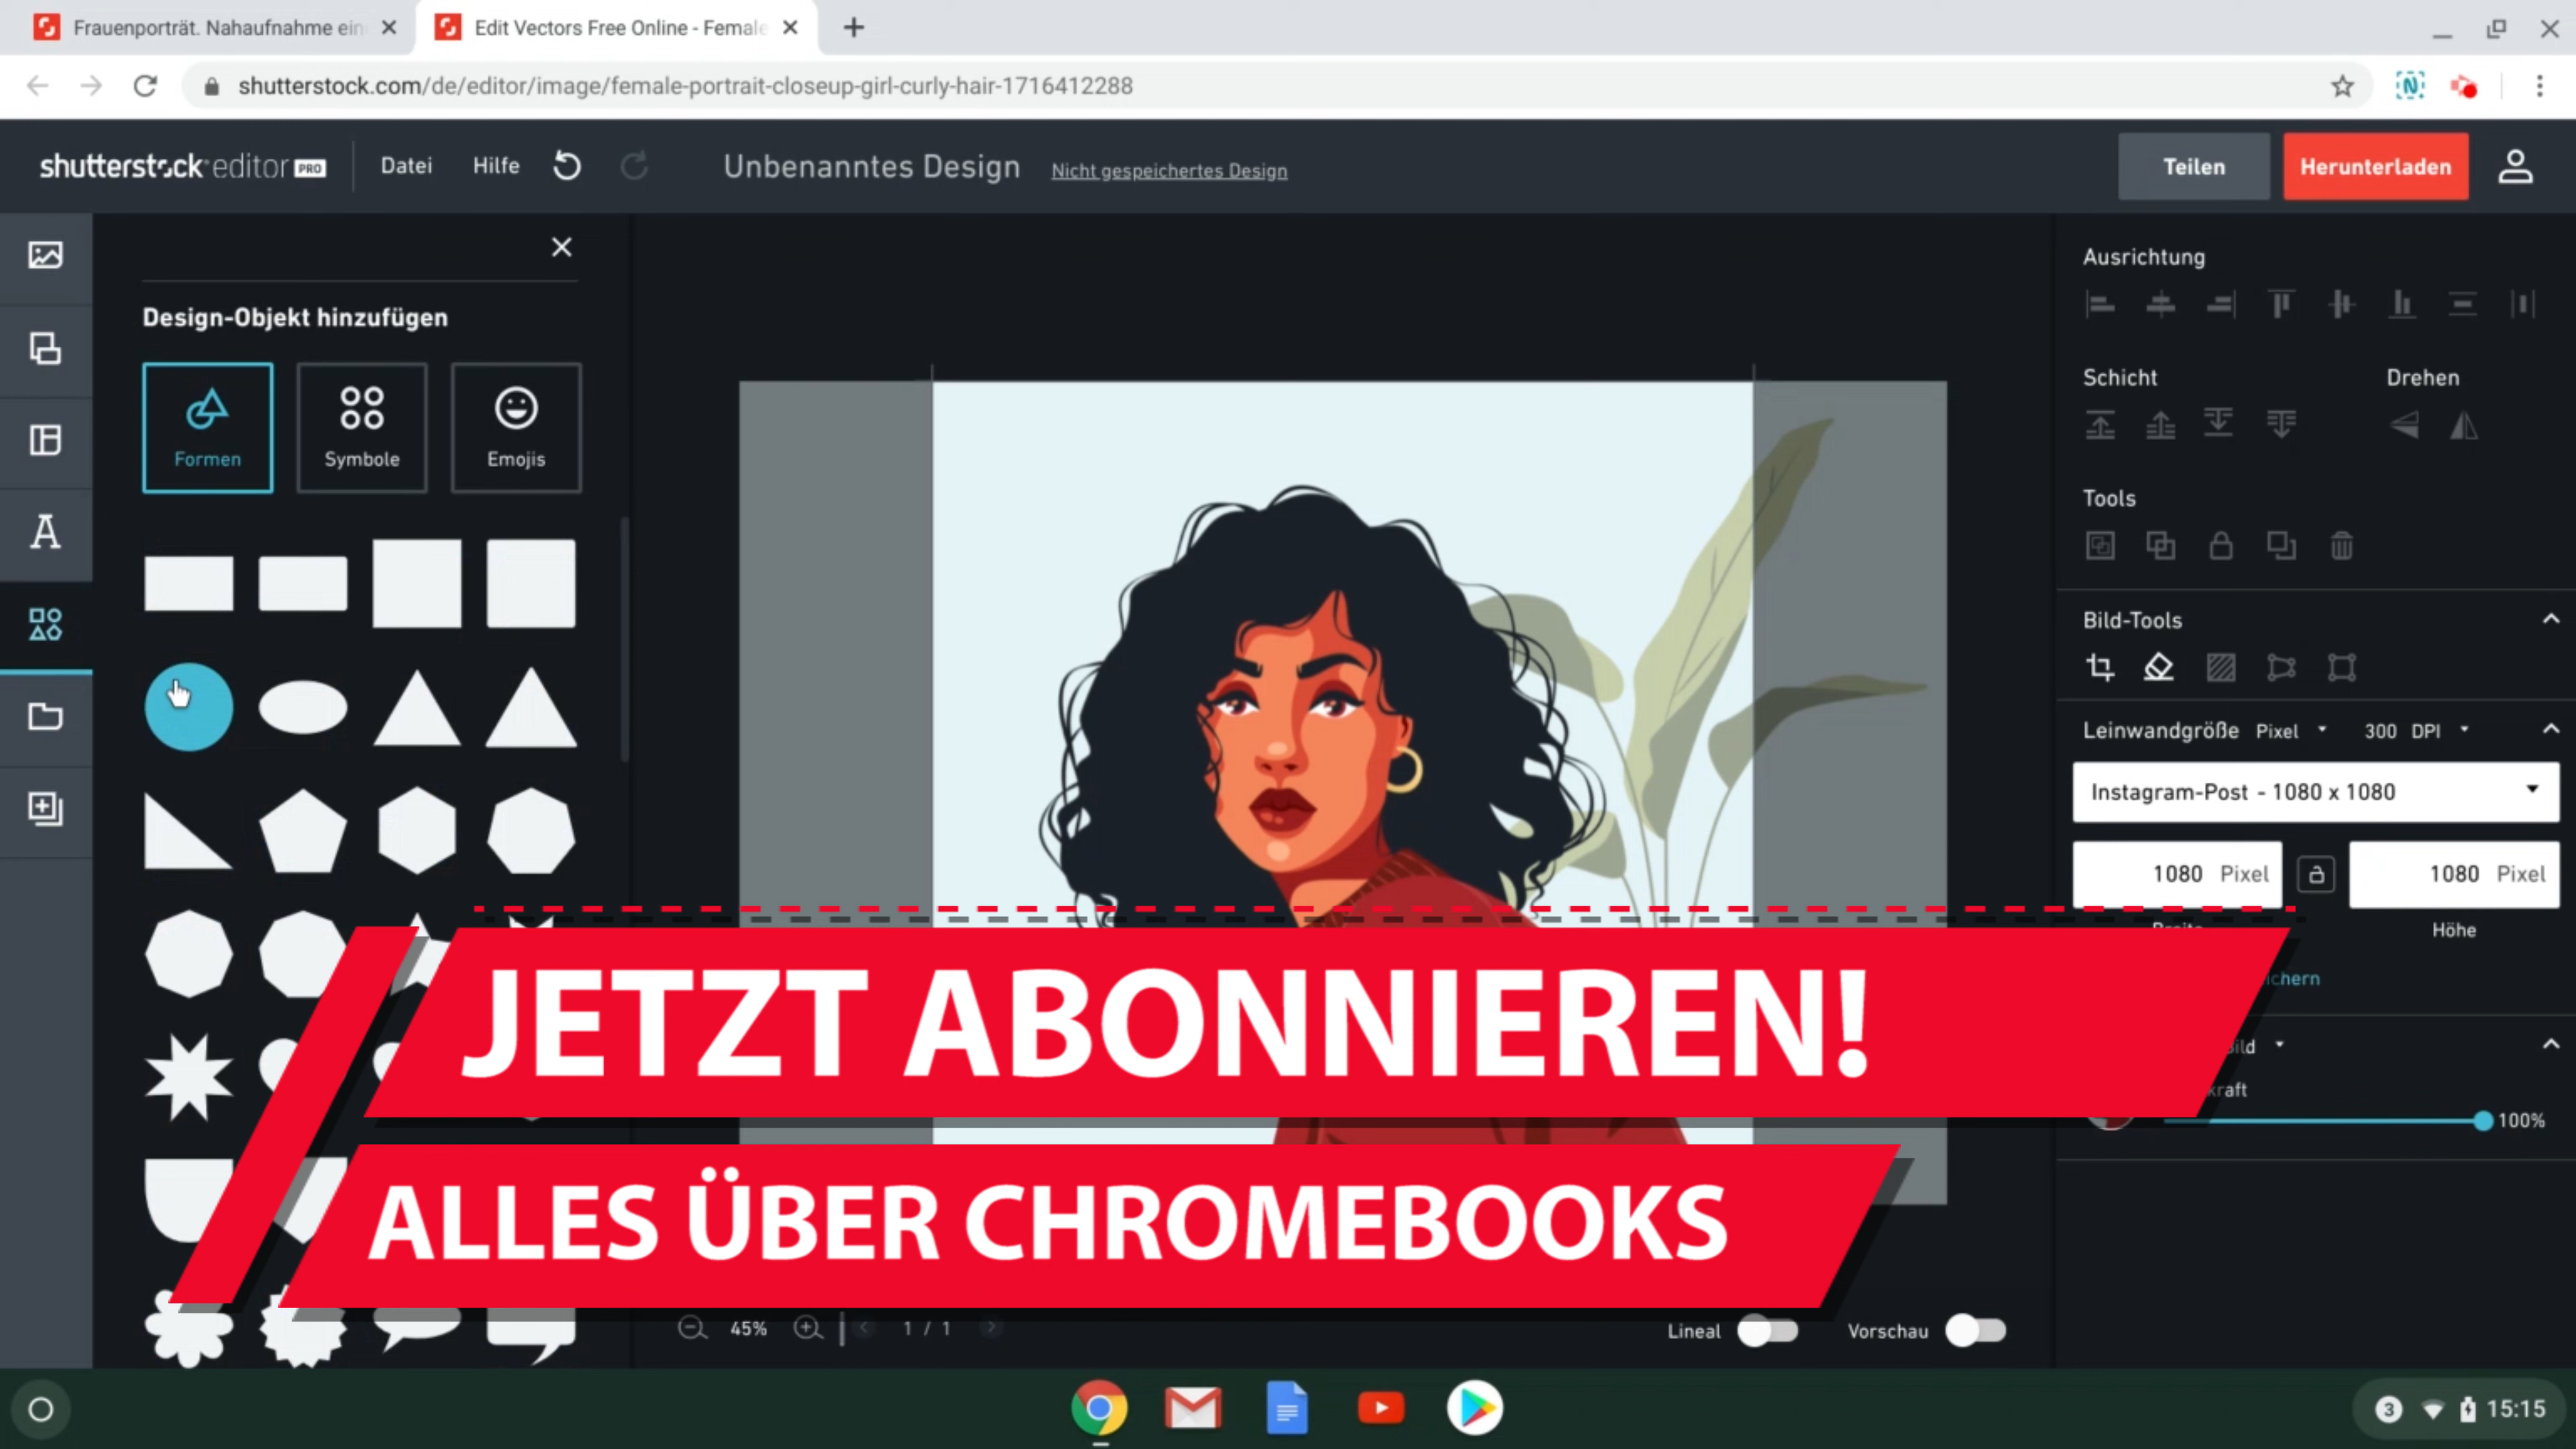 Frauenporträt. Nahaufnahme ein
Edit Vectors Free Online - Female
shutterstock.com/de/editor/image/female-portrait-closeup-girl-curly-hair-1716412288
shutterstock editor PRO
Datei
Hilfe
Unbenanntes Design
Nicht gespeichertes Design
Teilen
Herunterladen
Design-Objekt hinzufügen
Formen
Symbole
Emojis
Ausrichtung
Schicht
Drehen
Tools
Bild-Tools
Leinwandgröße Pixel 300 DPI
Instagram-Post - 1080 x 1080
1080 Pixel
1080 Pixel
Höhe
JETZT ABONNIEREN!
ALLES ÜBER CHROMEBOOKS
100%
45%
1 / 1
Lineal
Vorschau
3
15:15